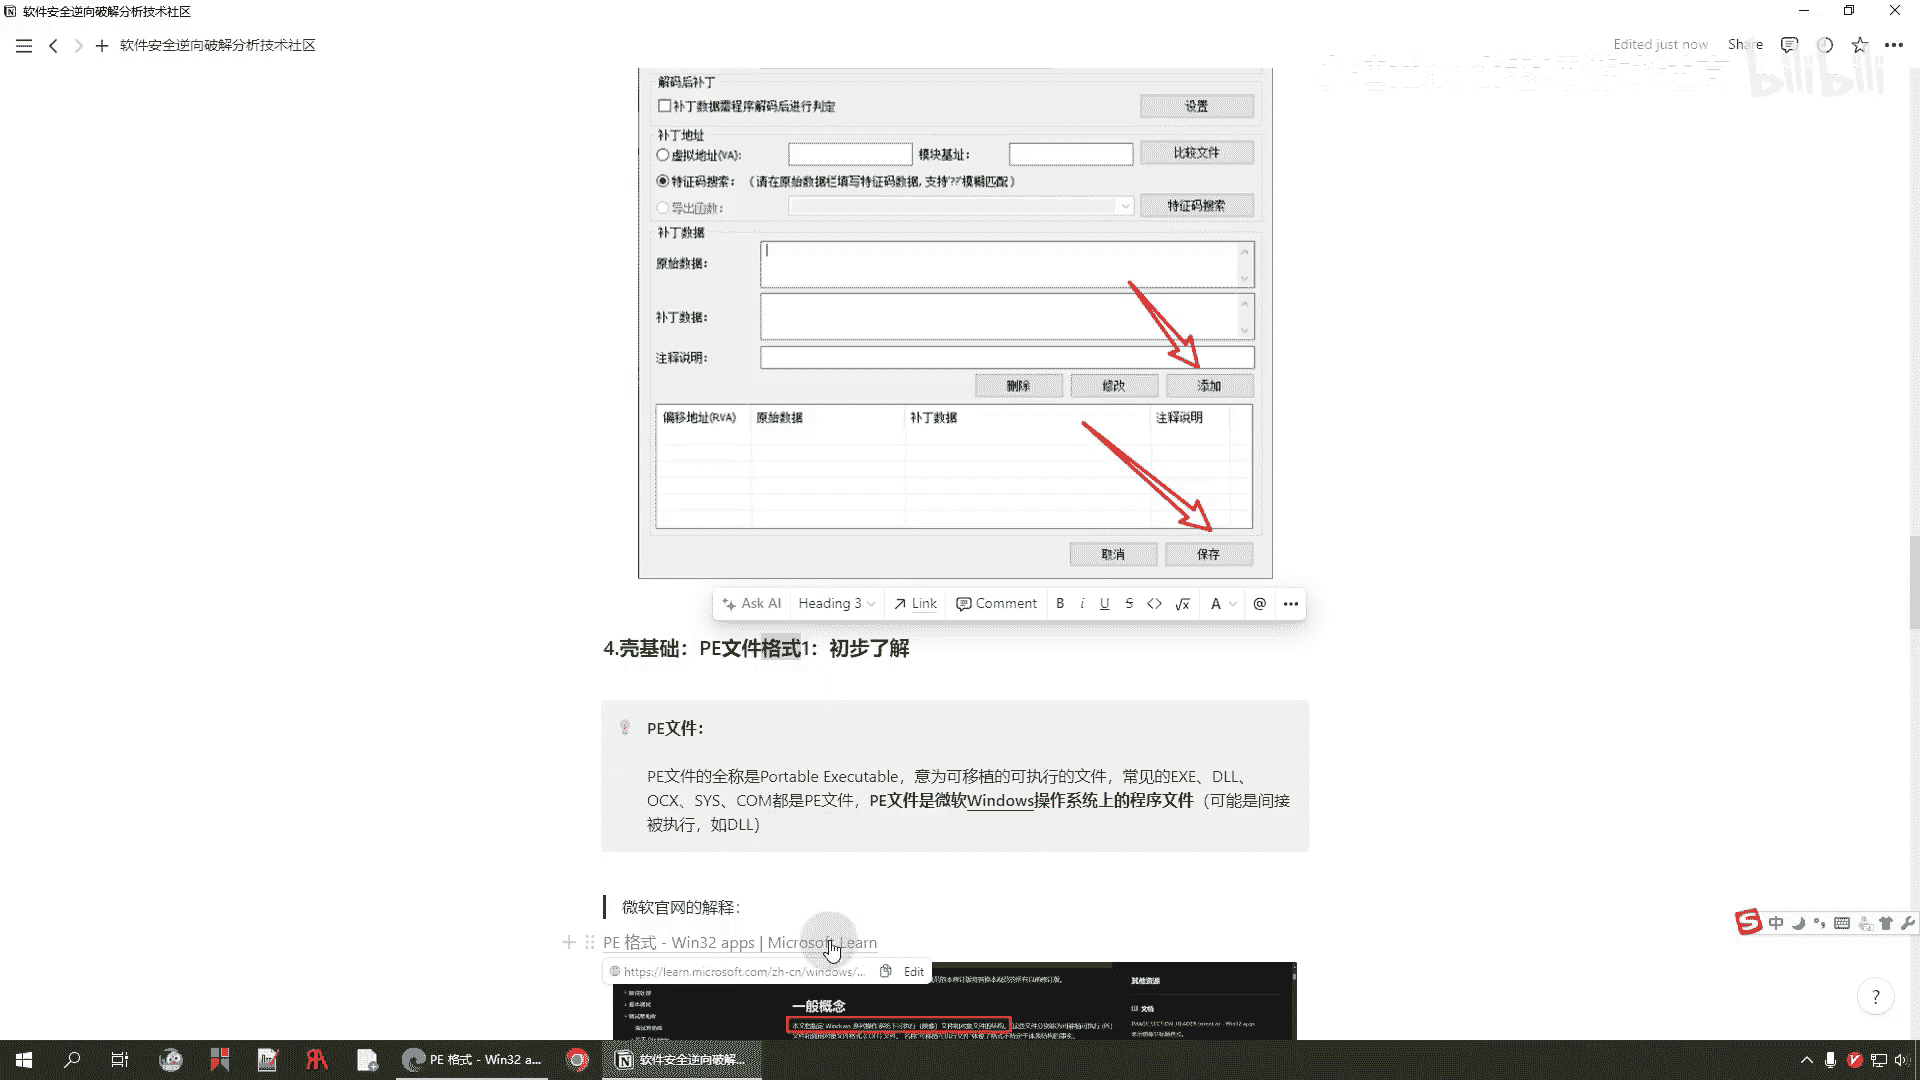 软件安全逆向破解分析技术社区
软件安全逆向破解分析技术社区
Edited just now
Share
bilibili
解码后补丁
补丁数据需程序解码后进行判定
设置
补丁地址
虚拟地址(VA):
模块基址:
比较文件
特征码搜索: (请在原始数据栏填写特征码数据,支持'??'模糊匹配)
导出函数:
特征码搜索
补丁数据
原始数据:
补丁数据:
注释说明:
删除
修改
添加
偏移地址(RVA) 原始数据 补丁数据 注释说明
取消
保存
Ask AI Heading 3 Link Comment B i U S <> √x A @ •••
4.壳基础：PE文件格式1：初步了解
PE文件：
PE文件的全称是Portable Executable，意为可移植的可执行的文件，常见的EXE、DLL、
OCX、SYS、COM都是PE文件，PE文件是微软Windows操作系统上的程序文件（可能是间接
被执行，如DLL）
微软官网的解释：
PE 格式 - Win32 apps | Microsoft Learn
https://learn.microsoft.com/zh-cn/windows/...
Edit
其他资源
一般概念
文档
中
?
PE 格式 - Win32 a...
软件安全逆向破解...